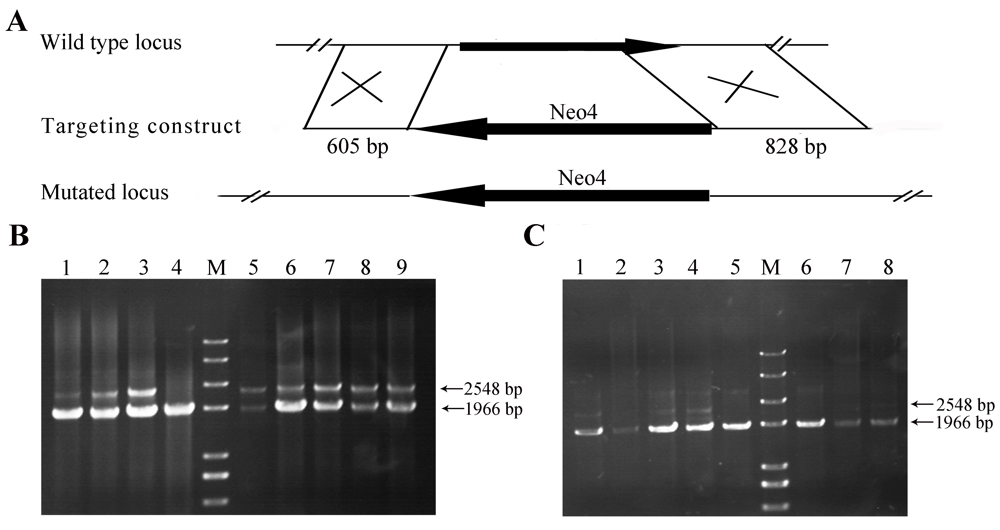 A
Wild type locus
Neo4
Targeting construct
605 bp
828 bp
Neo4
Mutated locus
B
1 2 3 4 M 5 6 7 8 9
2548 bp
1966 bp
C
1 2 3 4 5 M 6 7 8
2548 bp
1966 bp